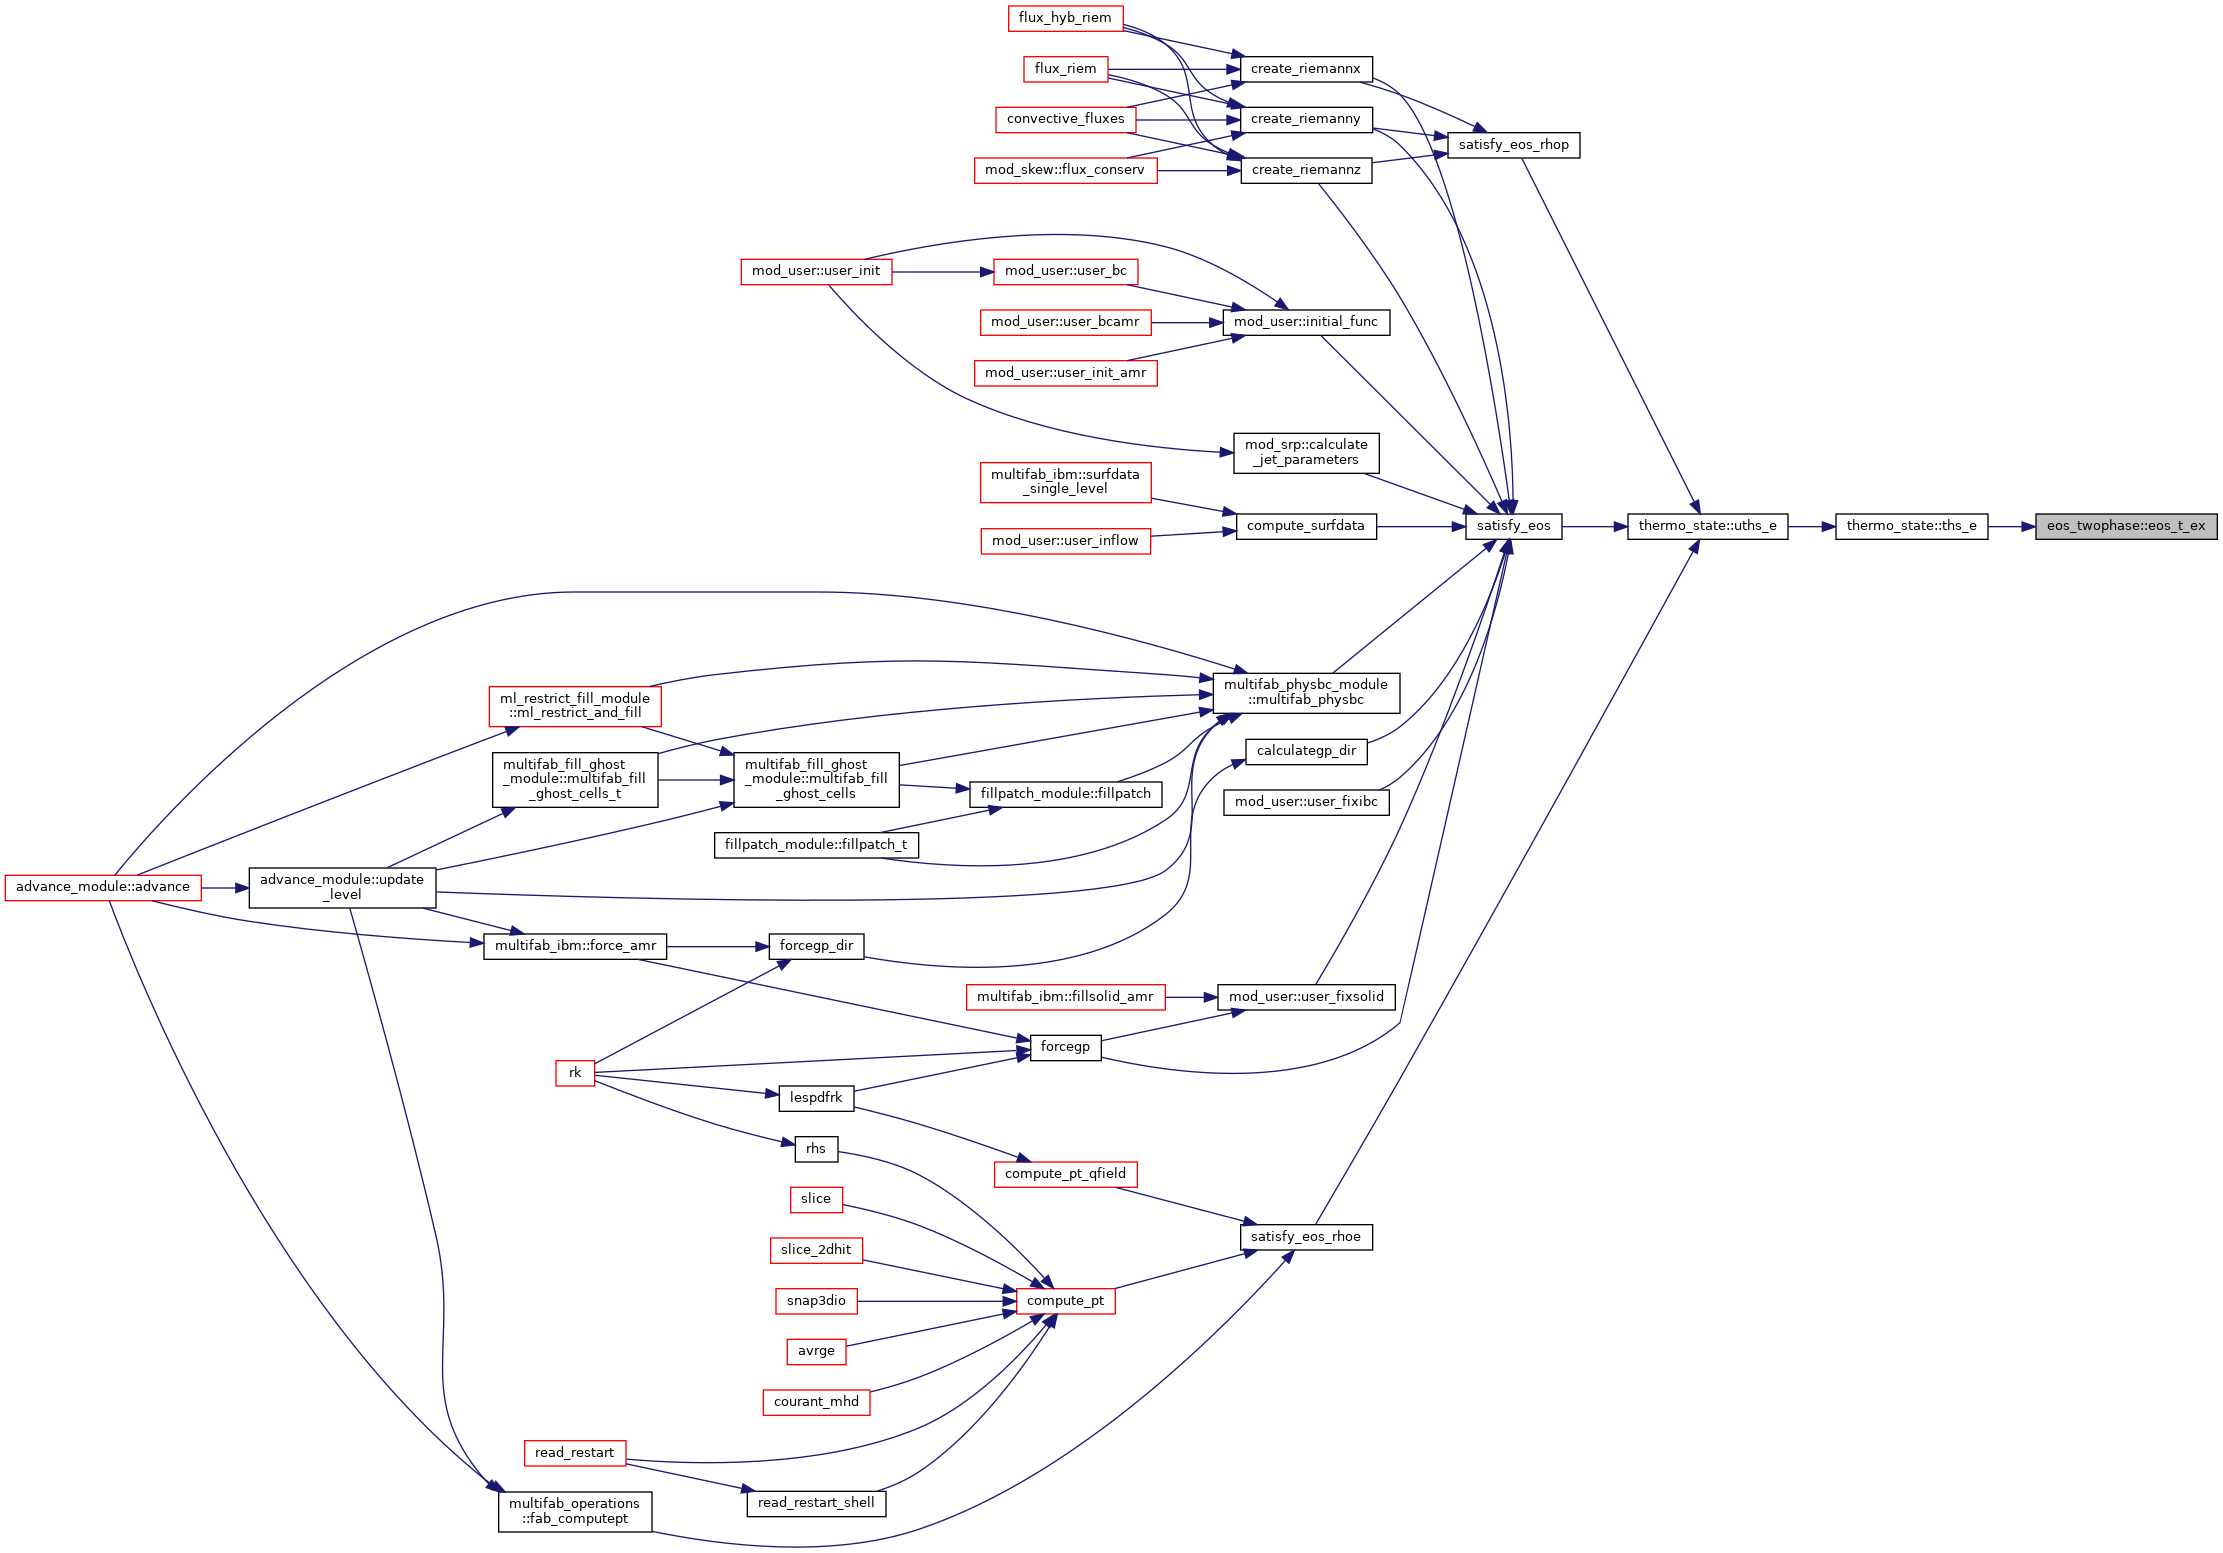 flux_hyb_riem
flux_riem
create_riemannx
convective_fluxes
create_riemanny
satisfy_eos_rhop
mod_skew::flux_conserv
create_riemannz
mod_user::user_init
mod_user::user_bc
mod_user::user_bcamr
mod_user::initial_func
mod_user::user_init_amr
mod_srp::calculate
_jet_parameters
multifab_ibm::surfdata
_single_level
compute_surfdata
satisfy_eos
thermo_state::uths_e
thermo_state::ths_e
eos_twophase::eos_t_ex
mod_user::user_inflow
multifab_physbc_module
::multifab_physbc
ml_restrict_fill_module
::ml_restrict_and_fill
calculategp_dir
multifab_fill_ghost
_module::multifab_fill
_ghost_cells_t
multifab_fill_ghost
_module::multifab_fill
_ghost_cells
fillpatch_module::fillpatch
mod_user::user_fixibc
fillpatch_module::fillpatch_t
advance_module::advance
advance_module::update
_level
multifab_ibm::force_amr
forcegp_dir
multifab_ibm::fillsolid_amr
mod_user::user_fixsolid
forcegp
rk
lespdfrk
rhs
compute_pt_qfield
slice
satisfy_eos_rhoe
slice_2dhit
snap3dio
compute_pt
avrge
courant_mhd
read_restart
read_restart_shell
multifab_operations
::fab_computept